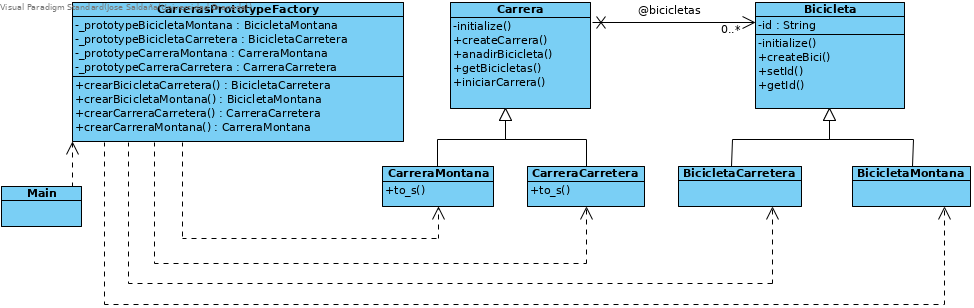 Visual Paradigm Standard(Jose Saldaña
CarrerasPrototypeFactory
-_prototypeBicicletaMontana : BicicletaMontana
-_prototypeBicicletaCarretera : BicicletaCarretera
-_prototypeCarreraMontana : CarreraMontana
-_prototypeCarreraCarretera : CarreraCarretera
+crearBicicletaCarretera() : BicicletaCarretera
+crearBicicletaMontana() : BicicletaMontana
+crearCarreraCarretera() : CarreraCarretera
+crearCarreraMontana() : CarreraMontana
Carrera
-initialize()
+createCarrera()
+anadirBicicleta()
+getBicicletas()
+iniciarCarrera()
@bicicletas
0..*
Bicicleta
-id : String
-initialize()
+createBici()
+setId()
+getId()
Main
CarreraMontana
+to_s()
CarreraCarretera
+to_s()
BicicletaCarretera
BicicletaMontana